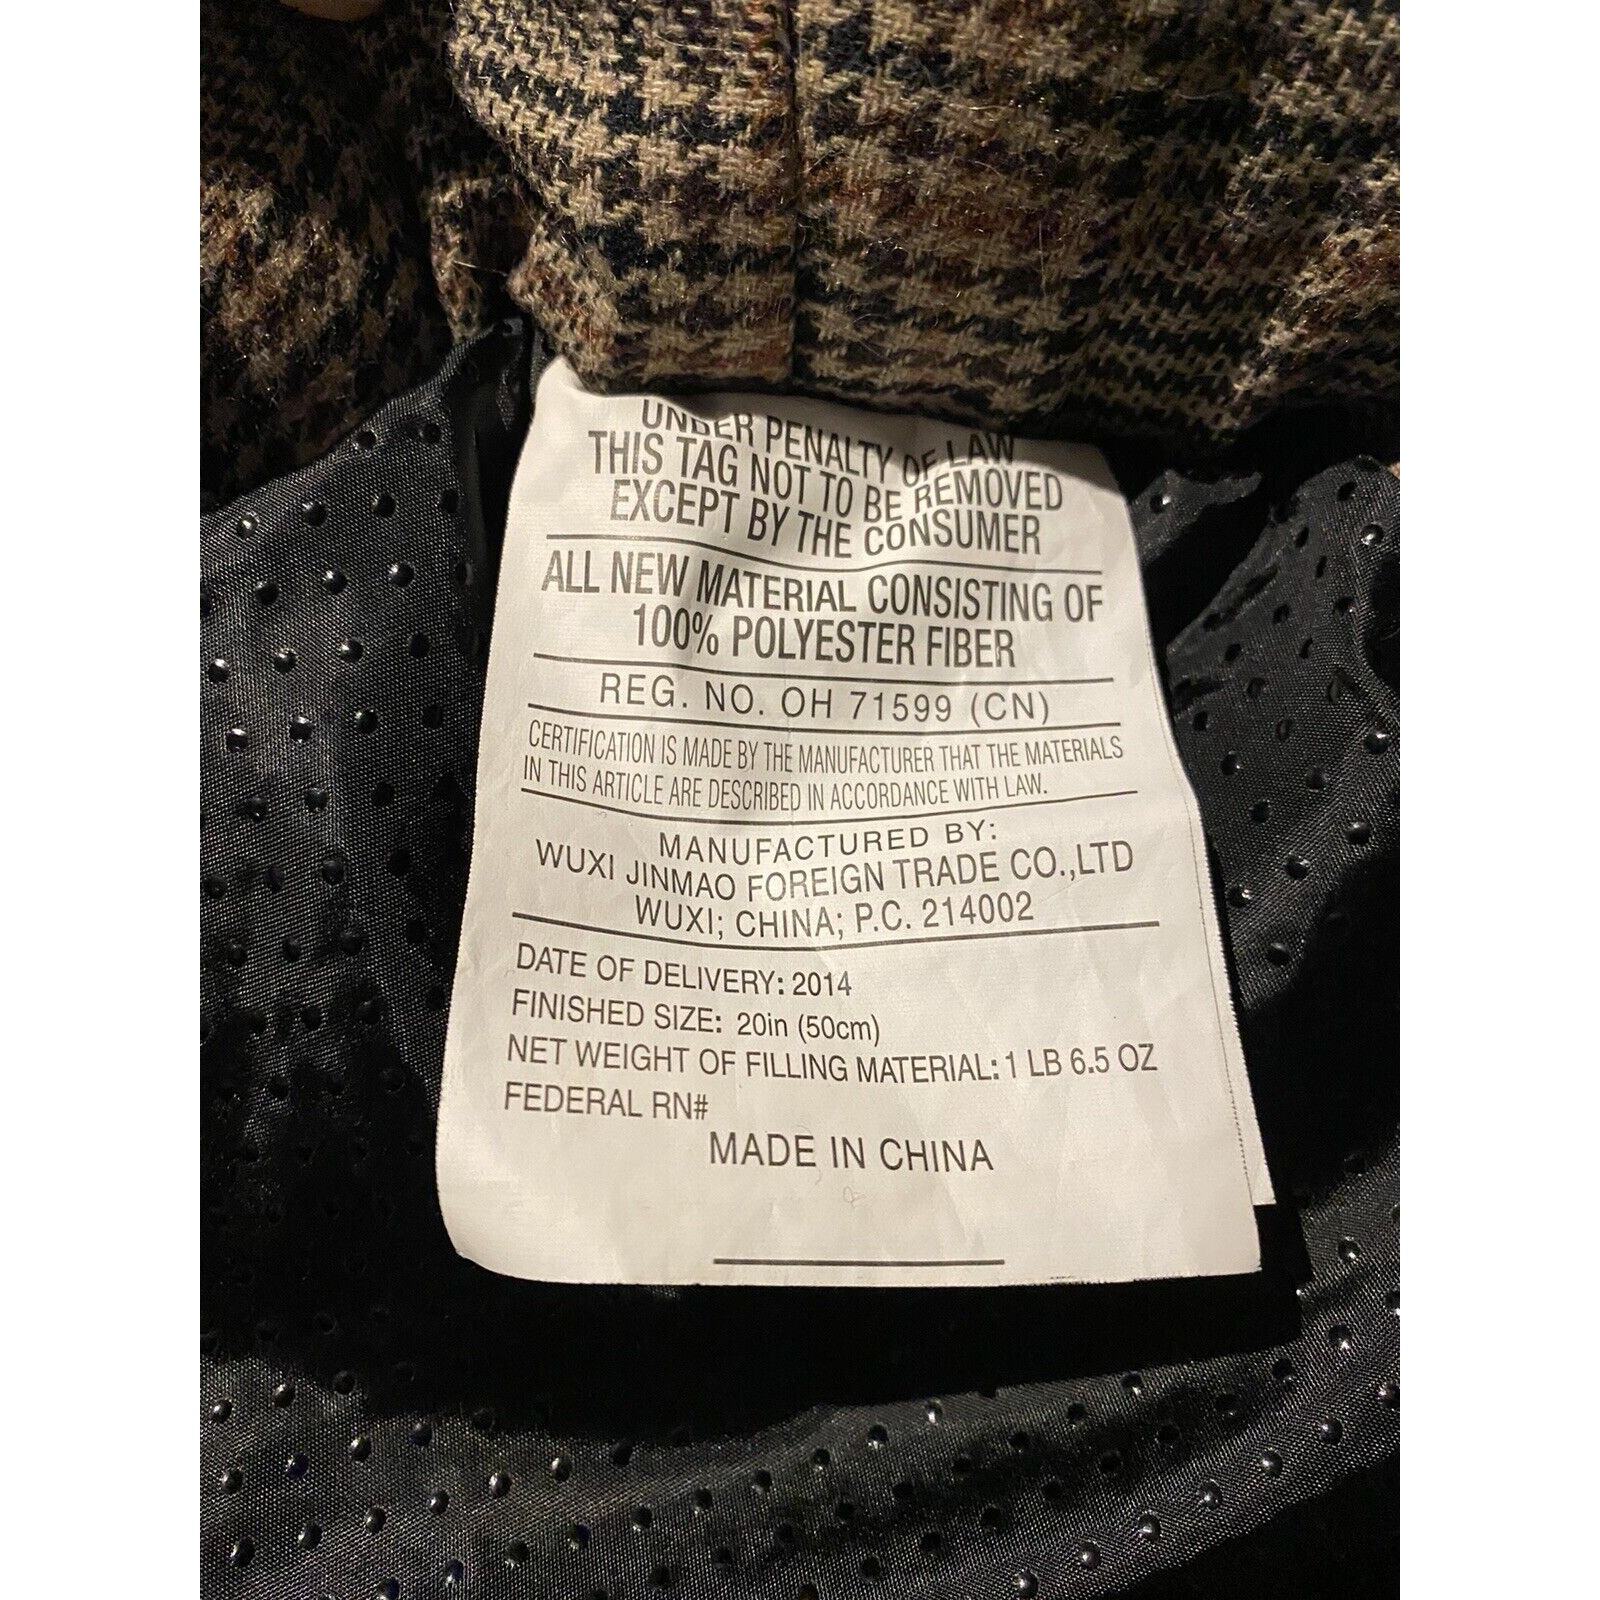 UNDER PENALTY OF LAW
THIS TAG NOT TO BE REMOVED
EXCEPT BY THE CONSUMER
ALL NEW MATERIAL CONSISTING OF
100% POLYESTER FIBER
REG. NO. OH 71599 (CN)
CERTIFICATION IS MADE BY THE MANUFACTURER THAT THE MATERIALS
IN THIS ARTICLE ARE DESCRIBED IN ACCORDANCE WITH LAW.
MANUFACTURED BY:
WUXI JINMAO FOREIGN TRADE CO.,LTD
WUXI; CHINA; P.C. 214002
DATE OF DELIVERY: 2014
FINISHED SIZE: 20in (50cm)
NET WEIGHT OF FILLING MATERIAL: 1 LB 6.5 OZ
FEDERAL RN#
MADE IN CHINA